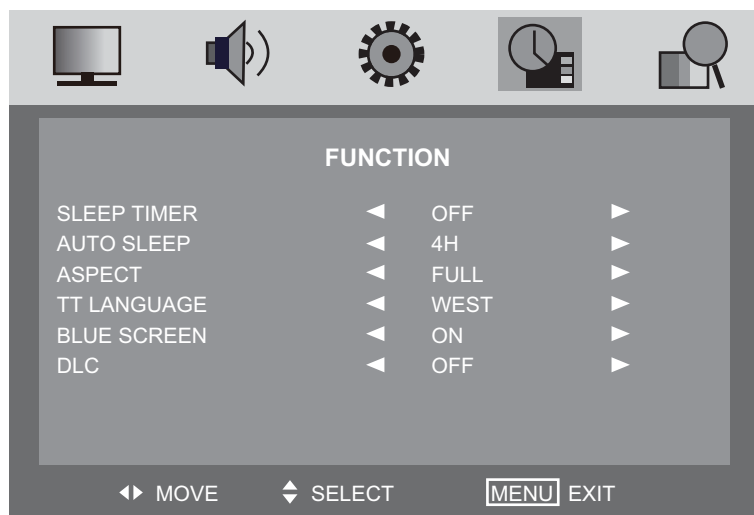 FUNCTION
SLEEP TIMER OFF
AUTO SLEEP 4H
ASPECT FULL
TT LANGUAGE WEST
BLUE SCREEN ON
DLC OFF
MOVE SELECT MENU EXIT